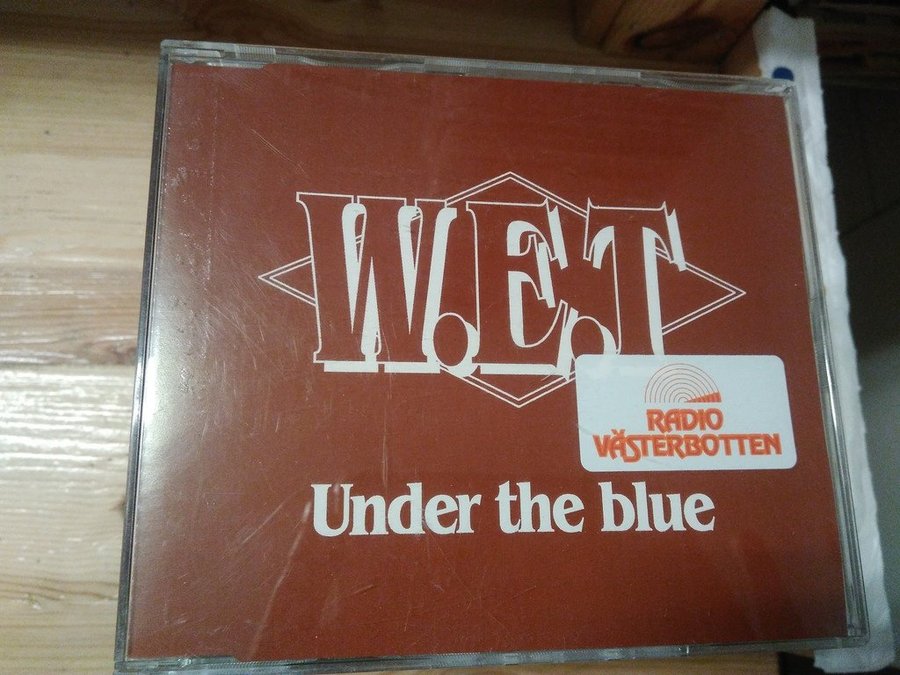 W.E.T
RADIO
VÄSTERBOTTEN
Under the blue